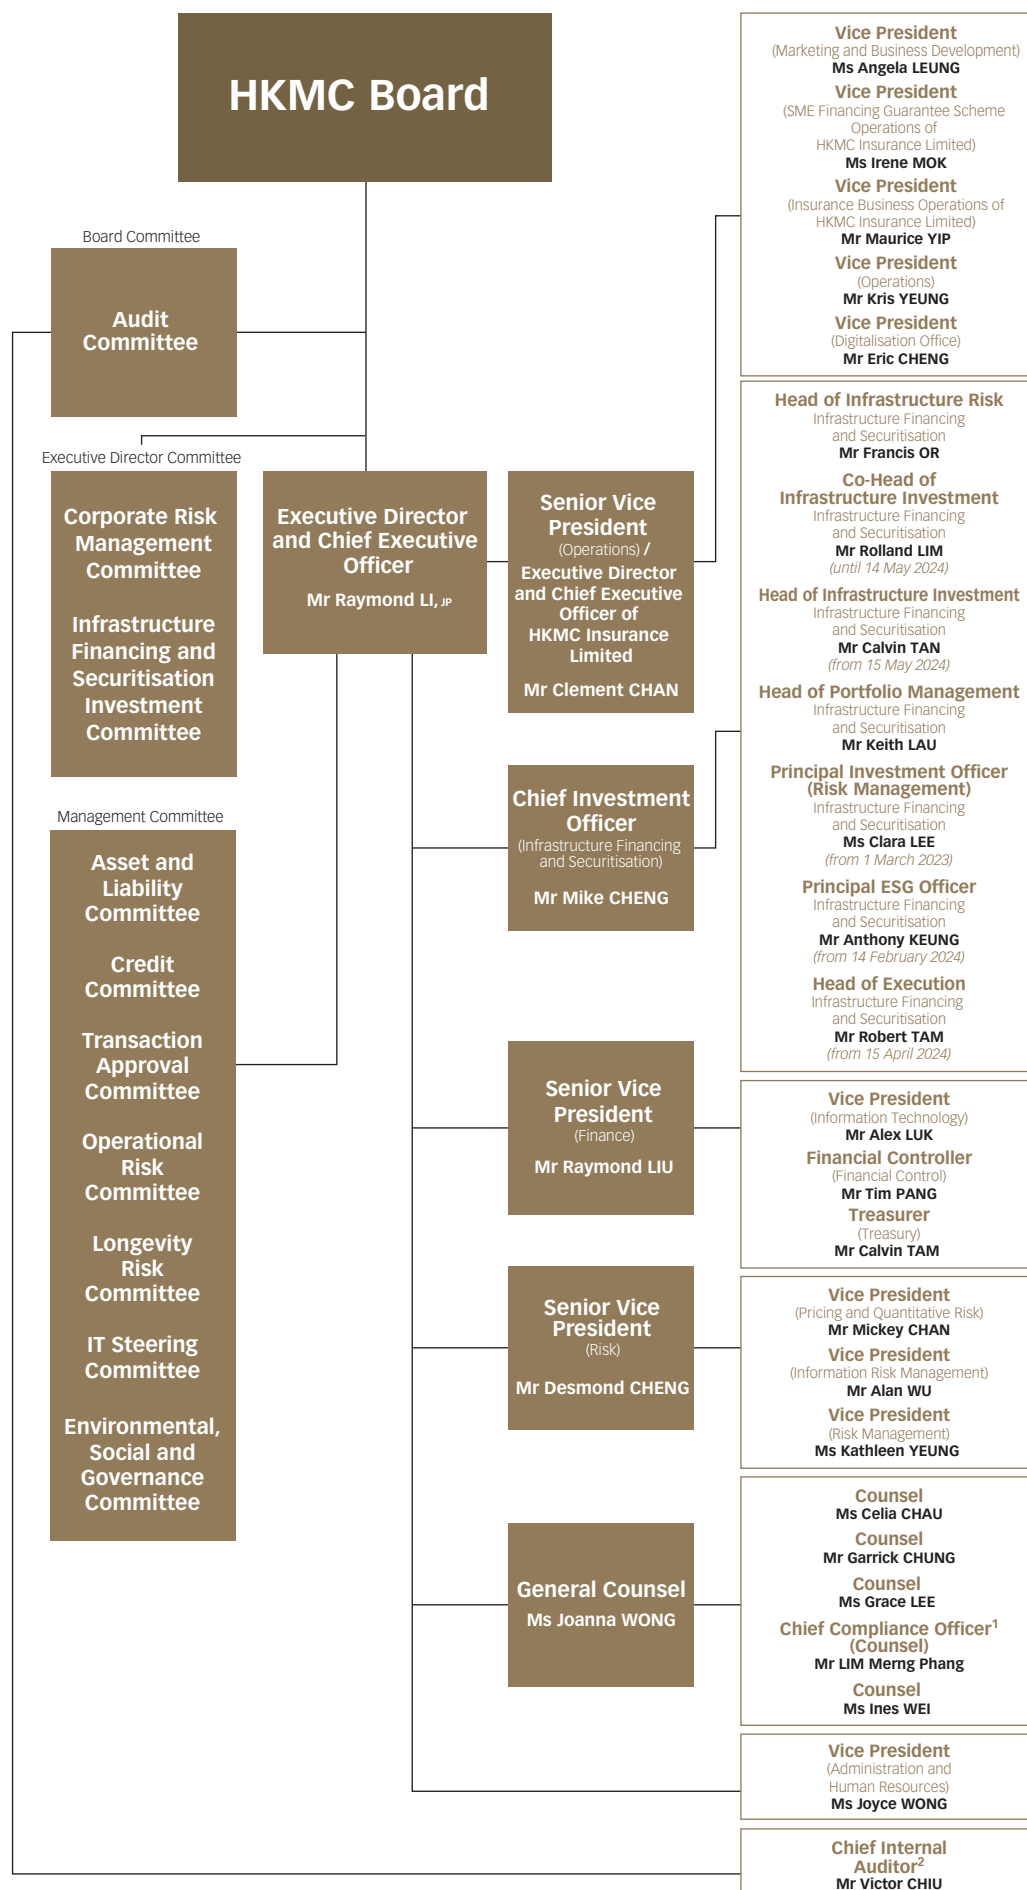 HKMC Board
Board Committee
Audit
Committee
Executive Director Committee
Corporate Risk
Management
Committee
Infrastructure
Financing and
Securitisation
Investment
Committee
Management Committee
Asset and
Liability
Committee
Credit
Committee
Transaction
Approval
Committee
Operational
Risk
Committee
Longevity
Risk
Committee
IT Steering
Committee
Environmental,
Social and
Governance
Committee
Executive Director
and Chief Executive
Officer
Mr Raymond LI, JP
Senior Vice
President
(Operations) /
Executive Director
and Chief Executive
Officer of
HKMC Insurance
Limited
Mr Clement CHAN
Chief Investment
Officer
(Infrastructure Financing
and Securitisation)
Mr Mike CHENG
Senior Vice
President
(Finance)
Mr Raymond LIU
Senior Vice
President
(Risk)
Mr Desmond CHENG
General Counsel
Ms Joanna WONG
Vice President
(Marketing and Business Development)
Ms Angela LEUNG
Vice President
(SME Financing Guarantee Scheme
Operations of
HKMC Insurance Limited)
Ms Irene MOK
Vice President
(Insurance Business Operations of
HKMC Insurance Limited)
Mr Maurice YIP
Vice President
(Operations)
Mr Kris YEUNG
Vice President
(Digitalisation Office)
Mr Eric CHENG
Head of Infrastructure Risk
Infrastructure Financing
and Securitisation
Mr Francis OR
Co-Head of
Infrastructure Investment
Infrastructure Financing
and Securitisation
Mr Rolland LIM
(until 14 May 2024)
Head of Infrastructure Investment
Infrastructure Financing
and Securitisation
Mr Calvin TAN
(from 15 May 2024)
Head of Portfolio Management
Infrastructure Financing
and Securitisation
Mr Keith LAU
Principal Investment Officer
(Risk Management)
Infrastructure Financing
and Securitisation
Ms Clara LEE
(from 1 March 2023)
Principal ESG Officer
Infrastructure Financing
and Securitisation
Mr Anthony KEUNG
(from 14 February 2024)
Head of Execution
Infrastructure Financing
and Securitisation
Mr Robert TAM
(from 15 April 2024)
Vice President
(Information Technology)
Mr Alex LUK
Financial Controller
(Financial Control)
Mr Tim PANG
Treasurer
(Treasury)
Mr Calvin TAM
Vice President
(Pricing and Quantitative Risk)
Mr Mickey CHAN
Vice President
(Information Risk Management)
Mr Alan WU
Vice President
(Risk Management)
Ms Kathleen YEUNG
Counsel
Ms Celia CHAU
Counsel
Mr Garrick CHUNG
Counsel
Ms Grace LEE
Chief Compliance Officer¹
(Counsel)
Mr LIM Merng Phang
Counsel
Ms Ines WEI
Vice President
(Administration and
Human Resources)
Ms Joyce WONG
Chief Internal
Auditor²
Mr Victor CHIU